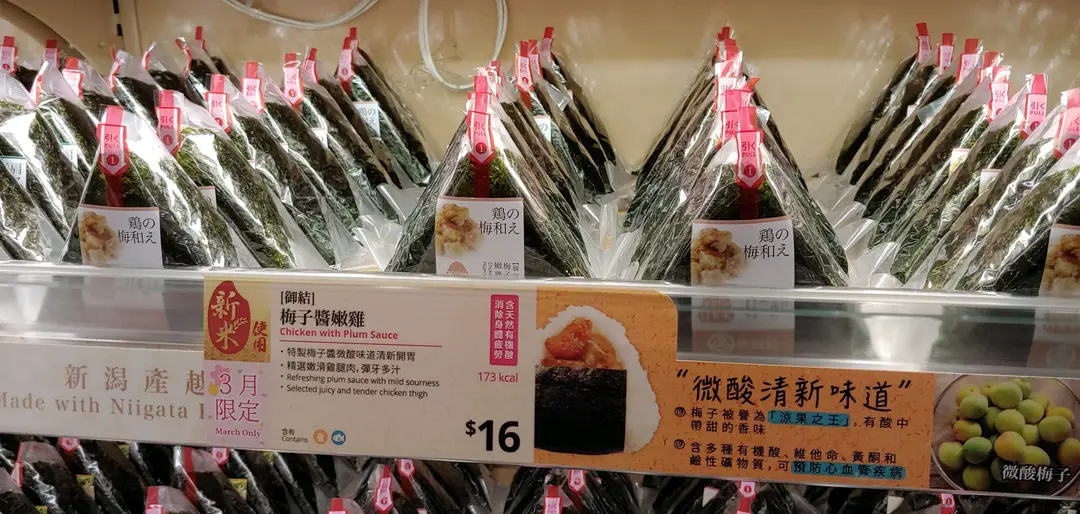 引く
PULL
1
鶏の
梅和え
鶏の
梅和え
鶏の
梅和え
新潟產越
Made with Niigata
新米
使用
3月
限定
March Only
[御結]
梅子醬嫩雞
Chicken with Plum Sauce
・特製梅子醬微酸味道清新開胃
・精選嫩滑雞腿肉，彈牙多汁
・Refreshing plum sauce with mild sourness
・Selected juicy and tender chicken thigh
含有
Contains
含天然有機酸
消除身體疲勞
173 kcal
$16
“微酸清新味道”
梅子被譽為「涼果之王」，有酸中
帶甜的香味
含多種有機酸、維他命、黃酮和
鹼性礦物質，可預防心血管疾病
微酸梅子